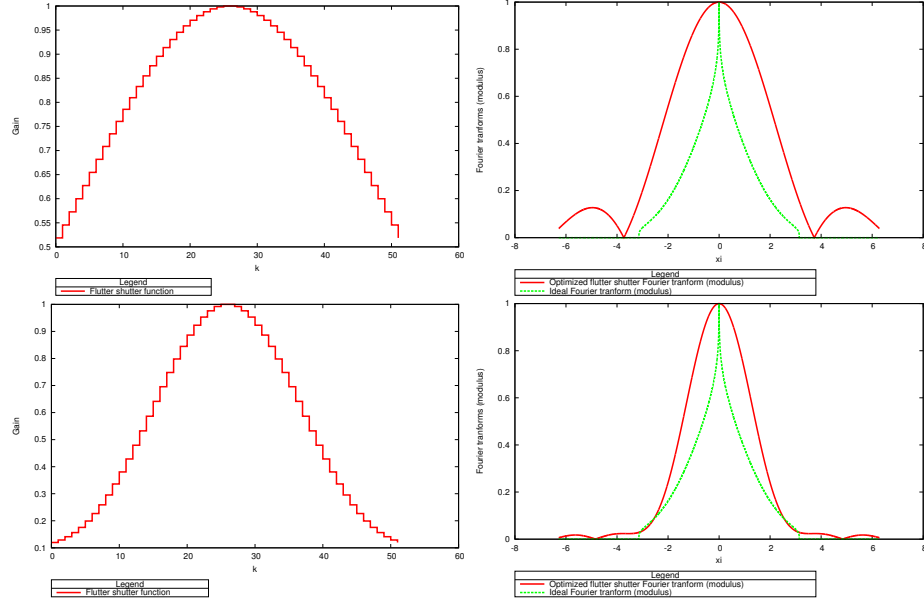 1
0.95
0.9
0.85
0.8
0.75
0.7
0.65
0.6
0.55
0.5
Gain
0 10 20 30 40 50 60
k
Legend
Flutter shutter function
1
0.8
0.6
0.4
0.2
0
Fourier tranforms (modulus)
-8 -6 -4 -2 0 2 4 6 8
xi
Legend
Optimized flutter shutter Fourier tranform (modulus)
Ideal Fourier tranform (modulus)
1
0.9
0.8
0.7
0.6
0.5
0.4
0.3
0.2
0.1
Gain
0 10 20 30 40 50 60
k
Legend
Flutter shutter function
1
0.8
0.6
0.4
0.2
0
Fourier tranforms (modulus)
-8 -6 -4 -2 0 2 4 6 8
xi
Legend
Optimized flutter shutter Fourier tranform (modulus)
Ideal Fourier tranform (modulus)